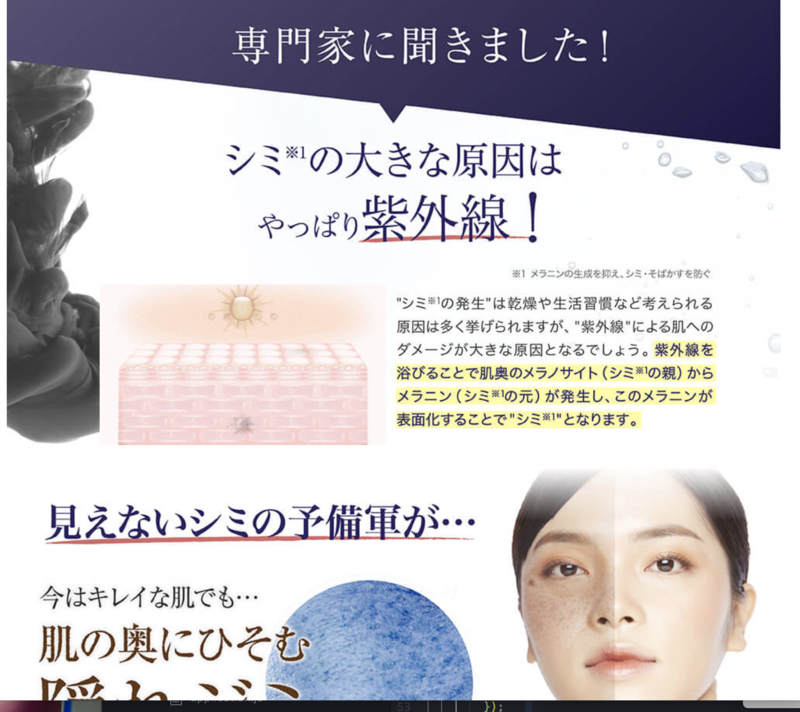 専門家に聞きました！
シミ※1の大きな原因は
やっぱり紫外線！
※1 メラニンの生成を抑え、シミ・そばかすを防ぐ
"シミ※1の発生"は乾燥や生活習慣など考えられる
原因は多く挙げられますが、"紫外線"による肌への
ダメージが大きな原因となるでしょう。紫外線を
浴びることで肌奥のメラノサイト（シミ※1の親）から
メラニン（シミ※1の元）が発生し、このメラニンが
表面化することで"シミ※1"となります。
見えないシミの予備軍が…
今はキレイな肌でも…
肌の奥にひそむ
53
});